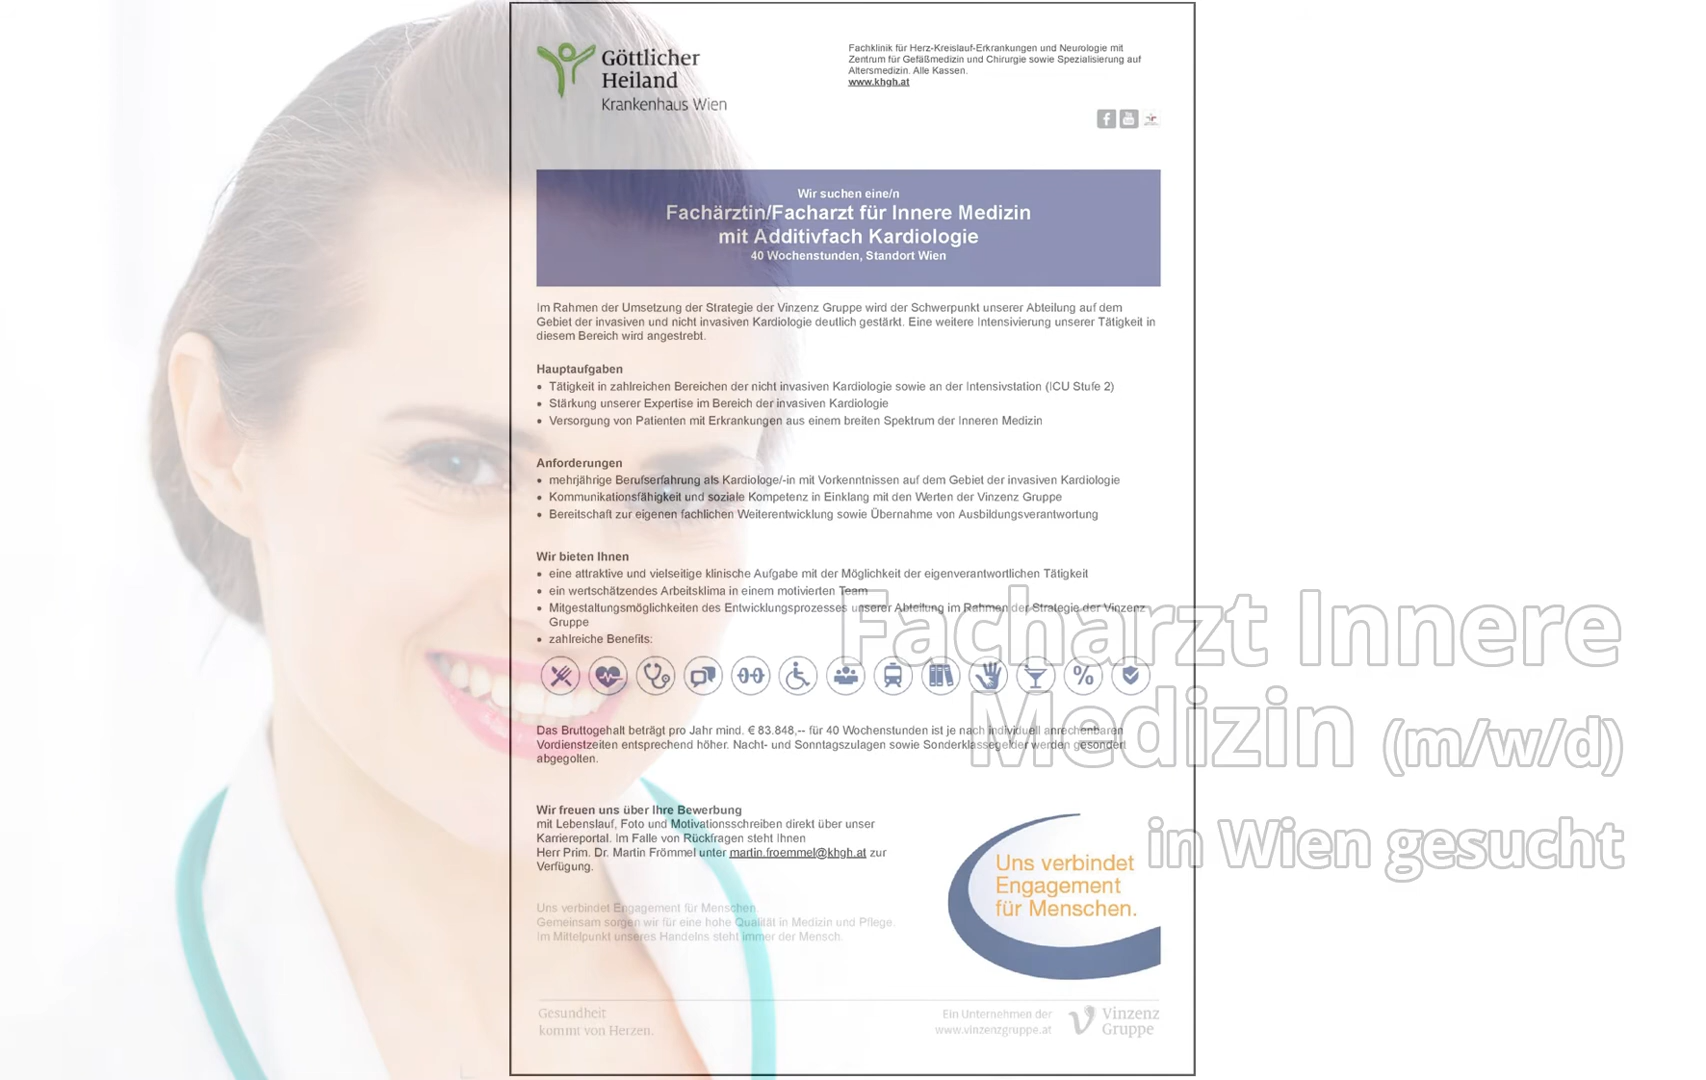 Göttlicher
Heiland
Krankenhaus Wien
Fachklinik für Herz-Kreislauf-Erkrankungen und Neurologie mit
Zentrum für Gefäßmedizin und Chirurgie sowie Spezialisierung auf
Altersmedizin. Alle Kassen.
www.khgh.at
Wir suchen eine/n
Fachärztin/Facharzt für Innere Medizin
mit Additivfach Kardiologie
40 Wochenstunden, Standort Wien
Im Rahmen der Umsetzung der Strategie der Vinzenz Gruppe wird der Schwerpunkt unserer Abteilung auf dem
Gebiet der invasiven und nicht invasiven Kardiologie deutlich gestärkt. Eine weitere Intensivierung unserer Tätigkeit in
diesem Bereich wird angestrebt.
Hauptaufgaben
• Tätigkeit in zahlreichen Bereichen der nicht invasiven Kardiologie sowie an der Intensivstation (ICU Stufe 2)
• Stärkung unserer Expertise im Bereich der invasiven Kardiologie
• Versorgung von Patienten mit Erkrankungen aus einem breiten Spektrum der Inneren Medizin
Anforderungen
• mehrjährige Berufserfahrung als Kardiologe/-in mit Vorkenntnissen auf dem Gebiet der invasiven Kardiologie
• Kommunikationsfähigkeit und soziale Kompetenz in Einklang mit den Werten der Vinzenz Gruppe
• Bereitschaft zur eigenen fachlichen Weiterentwicklung sowie Übernahme von Ausbildungsverantwortung
Wir bieten Ihnen
• eine attraktive und vielseitige klinische Aufgabe mit der Möglichkeit der eigenverantwortlichen Tätigkeit
• ein wertschätzendes Arbeitsklima in einem motivierten Team
• Mitgestaltungsmöglichkeiten des Entwicklungsprozesses unserer Abteilung im Rahmen der Strategie der Vinzenz
Gruppe
• zahlreiche Benefits:
%
Das Bruttogehalt beträgt pro Jahr mind. € 83.848,-- für 40 Wochenstunden ist je nach individuell anrechenbaren
Vordienstzeiten entsprechend höher. Nacht- und Sonntagszulagen sowie Sonderklassegelder werden gesondert
abgegolten.
Wir freuen uns über Ihre Bewerbung
mit Lebenslauf, Foto und Motivationsschreiben direkt über unser
Karriereportal. Im Falle von Rückfragen steht Ihnen
Herr Prim. Dr. Martin Frömmel unter martin.froemmel@khgh.at zur
Verfügung.
Uns verbindet Engagement für Menschen.
Gemeinsam sorgen wir für eine hohe Qualität in Medizin und Pflege.
Im Mittelpunkt unseres Handelns steht immer der Mensch.
Uns verbindet
Engagement
für Menschen.
Gesundheit
kommt von Herzen.
Ein Unternehmen der
www.vinzenzgruppe.at
Vinzenz
Gruppe
Facharzt Innere
Medizin (m/w/d)
in Wien gesucht